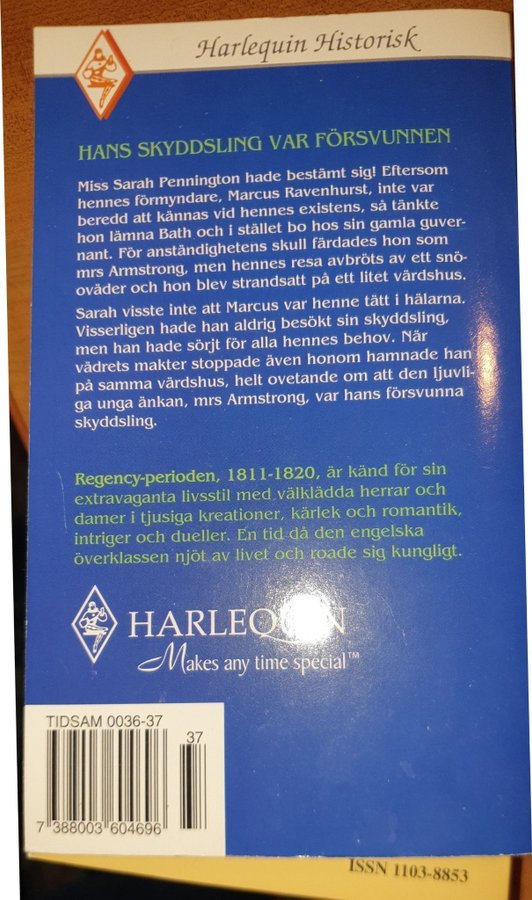 Harlequin Historisk
HANS SKYDDSLING VAR FÖRSVUNNEN
Miss Sarah Pennington hade bestämt sig! Eftersom
hennes förmyndare, Marcus Ravenhurst, inte var
beredd att kännas vid hennes existens, så tänkte
hon lämna Bath och i stället bo hos sin gamla guver-
nant. För anständighetens skull färdades hon som
mrs Armstrong, men hennes resa avbröts av ett snö-
oväder och hon blev strandsatt på ett litet värdshus.
Sarah visste inte att Marcus var henne tätt i hälarna.
Visserligen hade han aldrig besökt sin skyddsling,
men han hade sörjt för alla hennes behov. När
vädrets makter stoppade även honom hamnade han
på samma värdshus, helt ovetande om att den ljuvli-
ga unga änkan, mrs Armstrong, var hans försvunna
skyddsling.
Regency-perioden, 1811-1820, är känd för sin
extravaganta livsstil med välklädda herrar och
damer i tjusiga kreationer, kärlek och romantik,
intriger och dueller. En tid då den engelska
överklassen njöt av livet och roade sig kungligt.
HARLEQUIN
Makes any time special™
TIDSAM 0036-37
37
7 388003 604696
ISSN 1103-8853